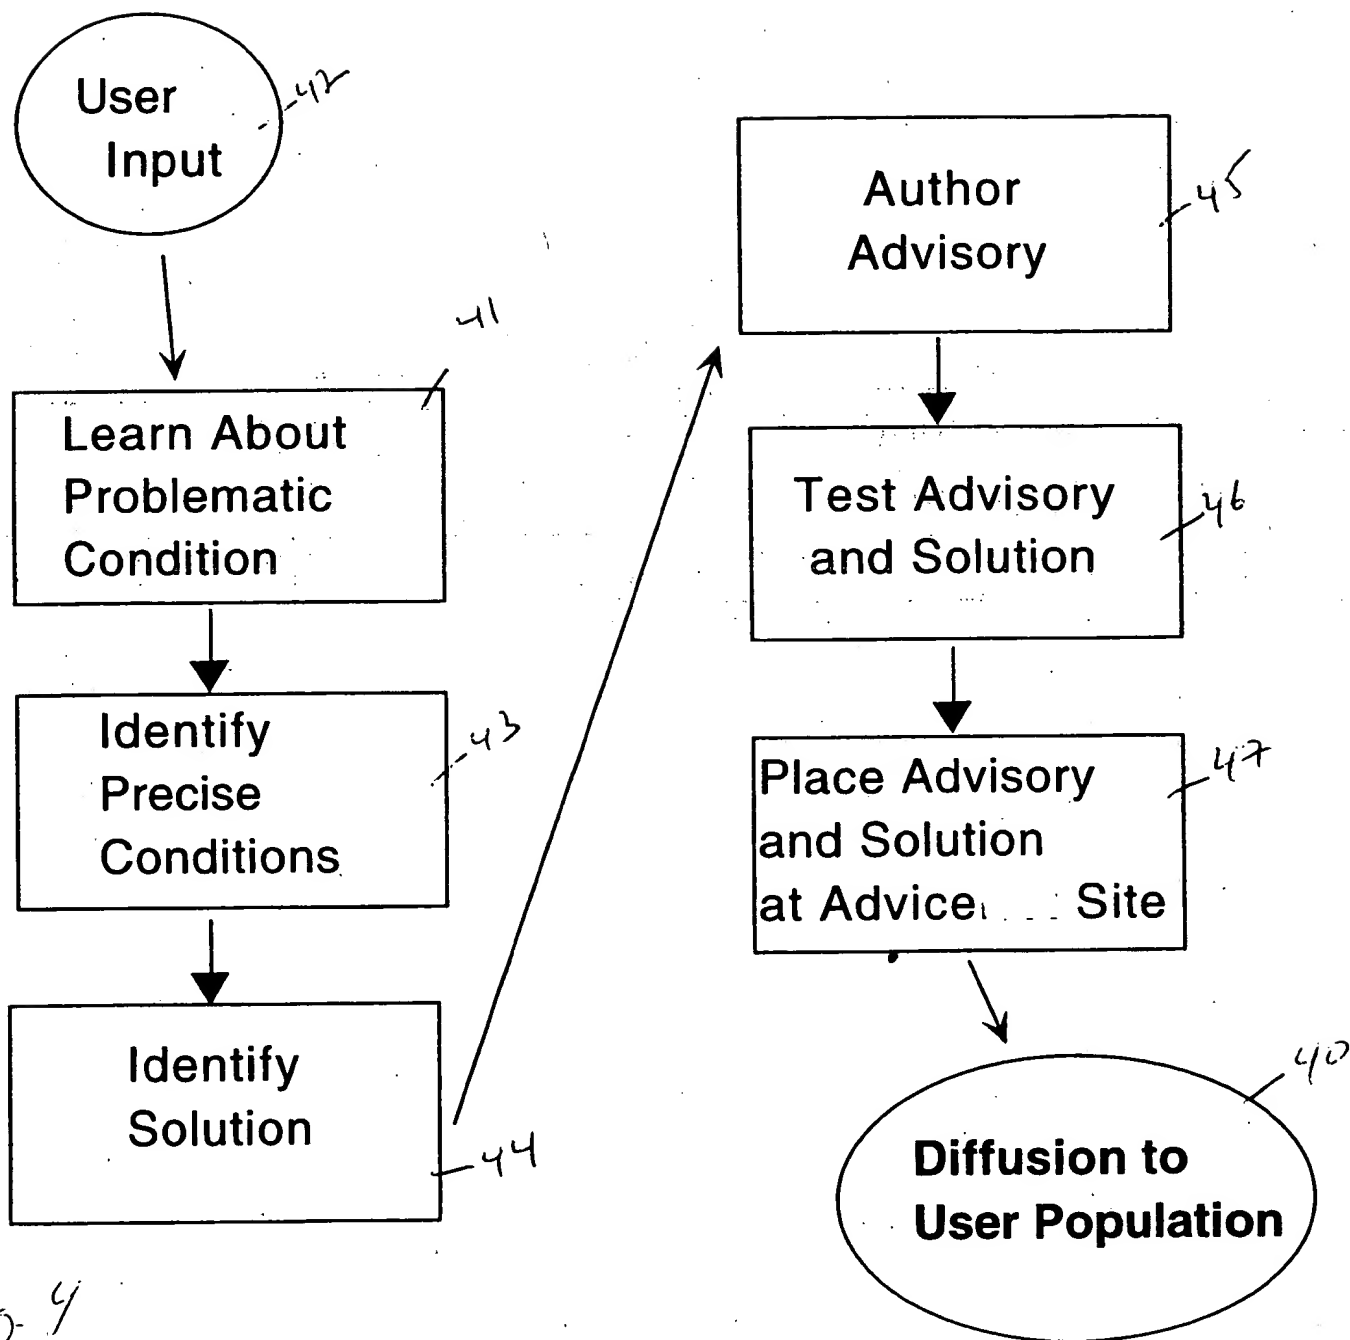 User
Input
42
41
Learn About
Problematic
Condition
Identify
Precise
Conditions
43
Identify
Solution
44
Author
Advisory
45
Test Advisory
and Solution
46
Place Advisory
and Solution
at Advice Site
47
40
Diffusion to
User Population
4